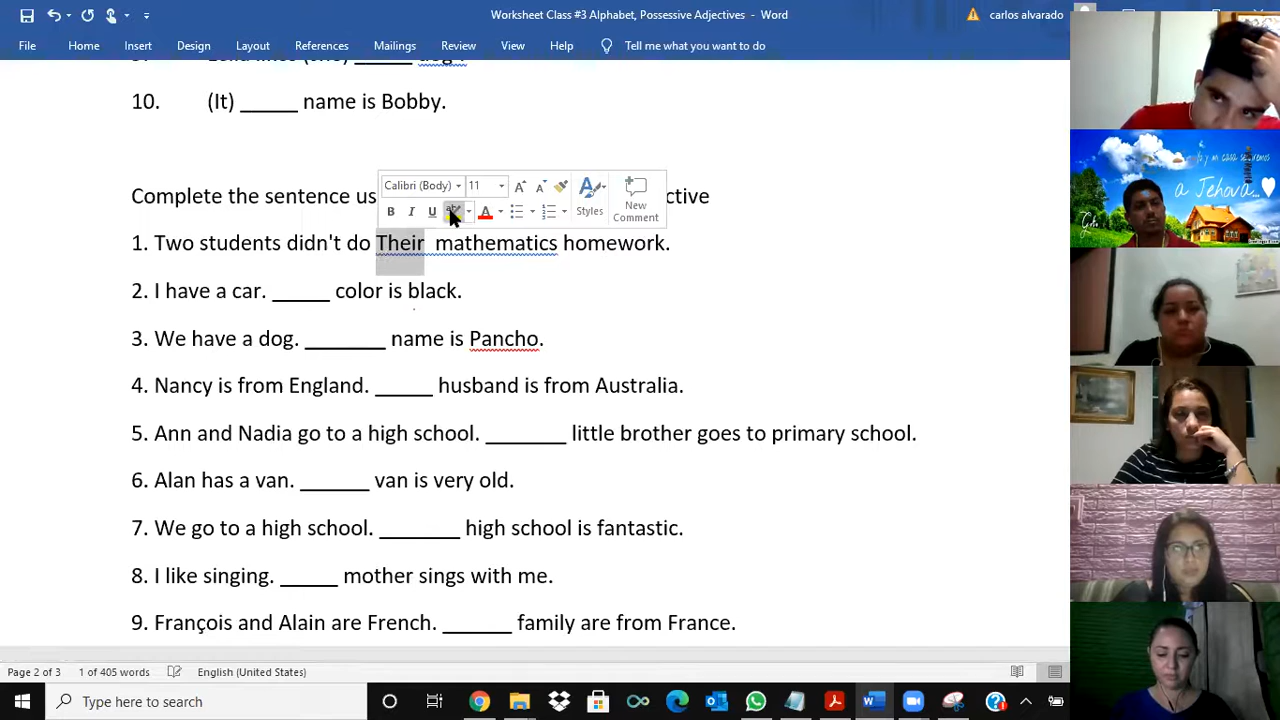 Worksheet Class #3 Alphabet, Possessive Adjectives - Word
carlos alvarado
File Home Insert Design Layout References Mailings Review View Help Tell me what you want to do
10. (It) _____ name is Bobby.
Calibri (Body) 11
Styles
New Comment
Complete the sentence us
ctive
1. Two students didn't do Their mathematics homework.
2. I have a car. _____ color is black.
3. We have a dog. _______ name is Pancho.
4. Nancy is from England. _____ husband is from Australia.
5. Ann and Nadia go to a high school. _______ little brother goes to primary school.
6. Alan has a van. ______ van is very old.
7. We go to a high school. _______ high school is fantastic.
8. I like singing. _____ mother sings with me.
9. François and Alain are French. ______ family are from France.
Page 2 of 3 1 of 405 words English (United States)
Type here to search
a Jehová...